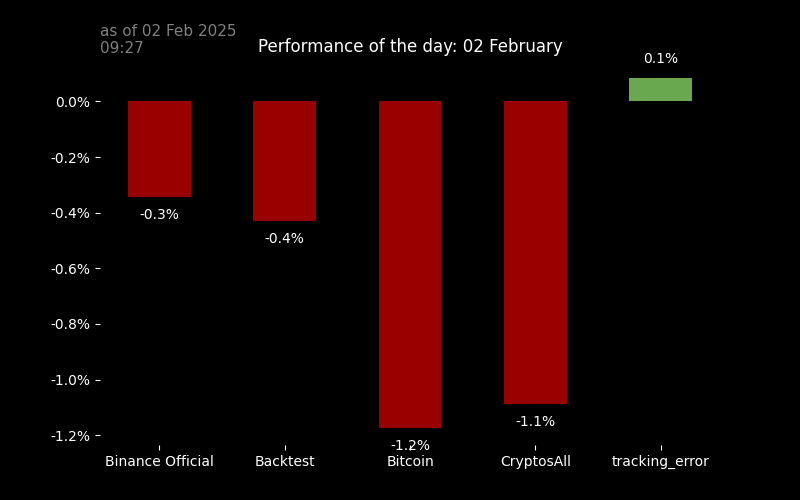 as of 02 Feb 2025
09:27
Performance of the day: 02 February
0.1%
0.0%
-0.2%
-0.4%
-0.6%
-0.8%
-1.0%
-1.2%
-0.3%
-0.4%
-1.2%
-1.1%
Binance Official
Backtest
Bitcoin
CryptosAll
tracking_error